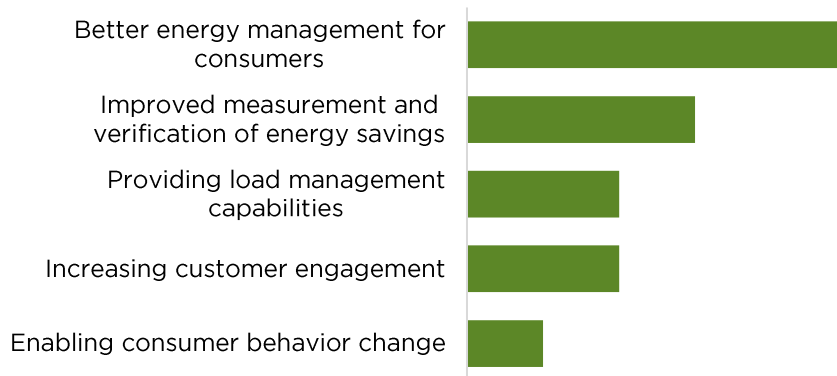 Better energy management for
consumers
Improved measurement and
verification of energy savings
Providing load management
capabilities
Increasing customer engagement
Enabling consumer behavior change